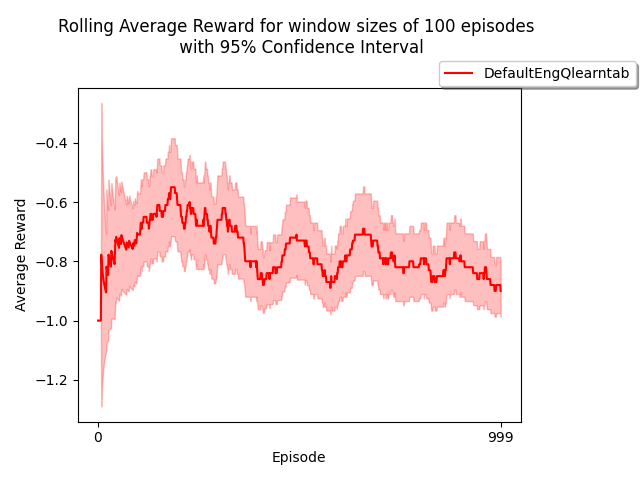 Rolling Average Reward for window sizes of 100 episodes
with 95% Confidence Interval
DefaultEngQlearntab
−0.4
−0.6
−0.8
−1.0
−1.2
Average Reward
0 999
Episode